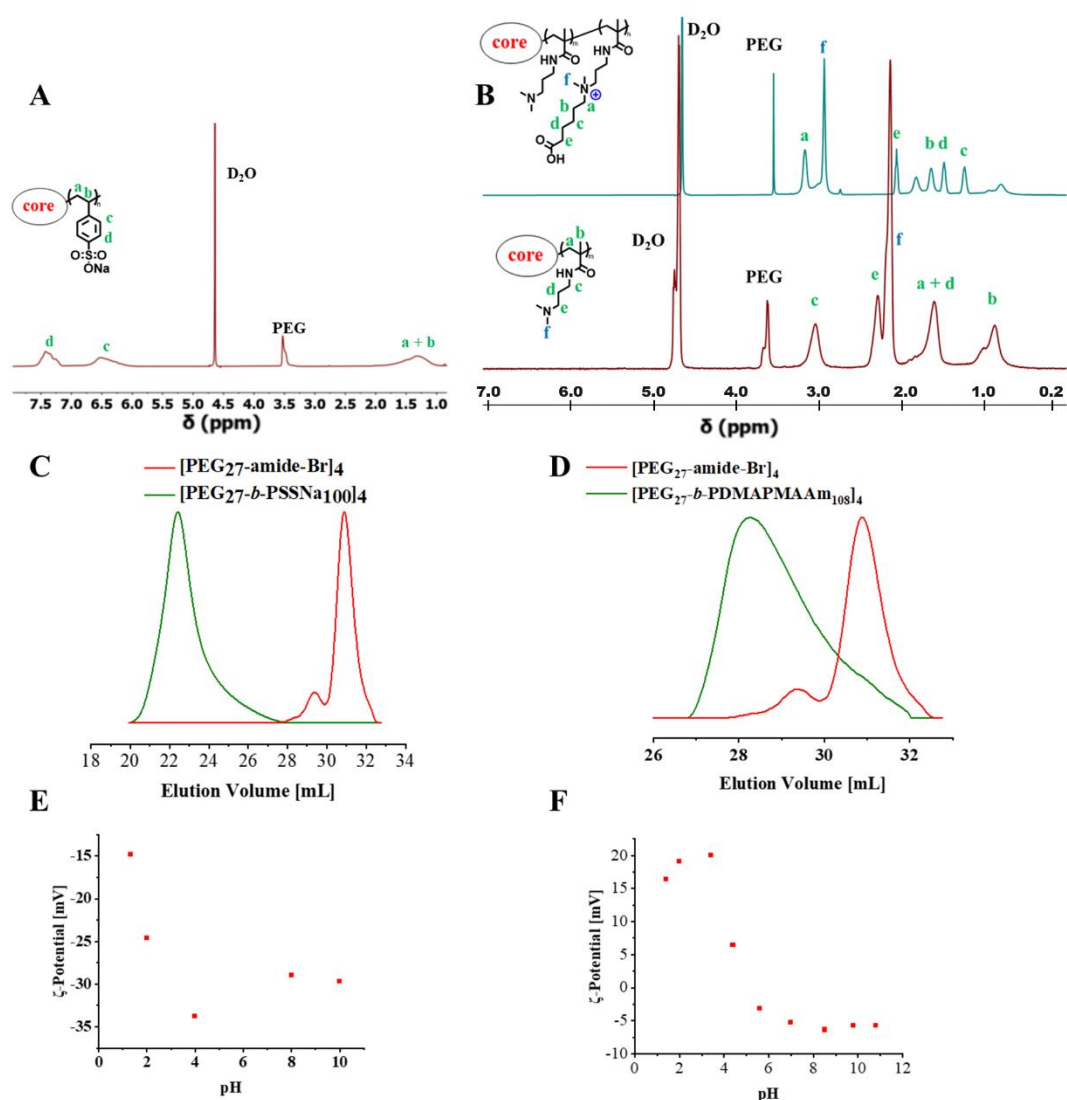 A
core
a
b
n
c
d
O=S=O
ONa
D2O
PEG
d
c
a + b
7.5 7.0 6.5 6.0 5.5 5.0 4.5 4.0 3.5 3.0 2.5 2.0 1.5 1.0
δ (ppm)
B
core
m
n
HN
O
HN
O
N
f
N
⊕
b
a
d
c
e
O
OH
D2O
PEG
f
a
e
b d
c
core
a
b
m
d
HN
c
O
N
e
f
D2O
PEG
c
e
f
a + d
b
7.0 6.0 5.0 4.0 3.0 2.0 1.0 0.2
δ (ppm)
C
[PEG27-amide-Br]4
[PEG27-b-PSSNa100]4
18 20 22 24 26 28 30 32 34
Elution Volume [mL]
D
[PEG27-amide-Br]4
[PEG27-b-PDMAPMAAm108]4
26 28 30 32
Elution Volume [mL]
E
-15
-20
-25
-30
-35
ζ-Potential [mV]
0 2 4 6 8 10
pH
F
20
15
10
5
0
-5
-10
ζ-Potential [mV]
0 2 4 6 8 10 12
pH